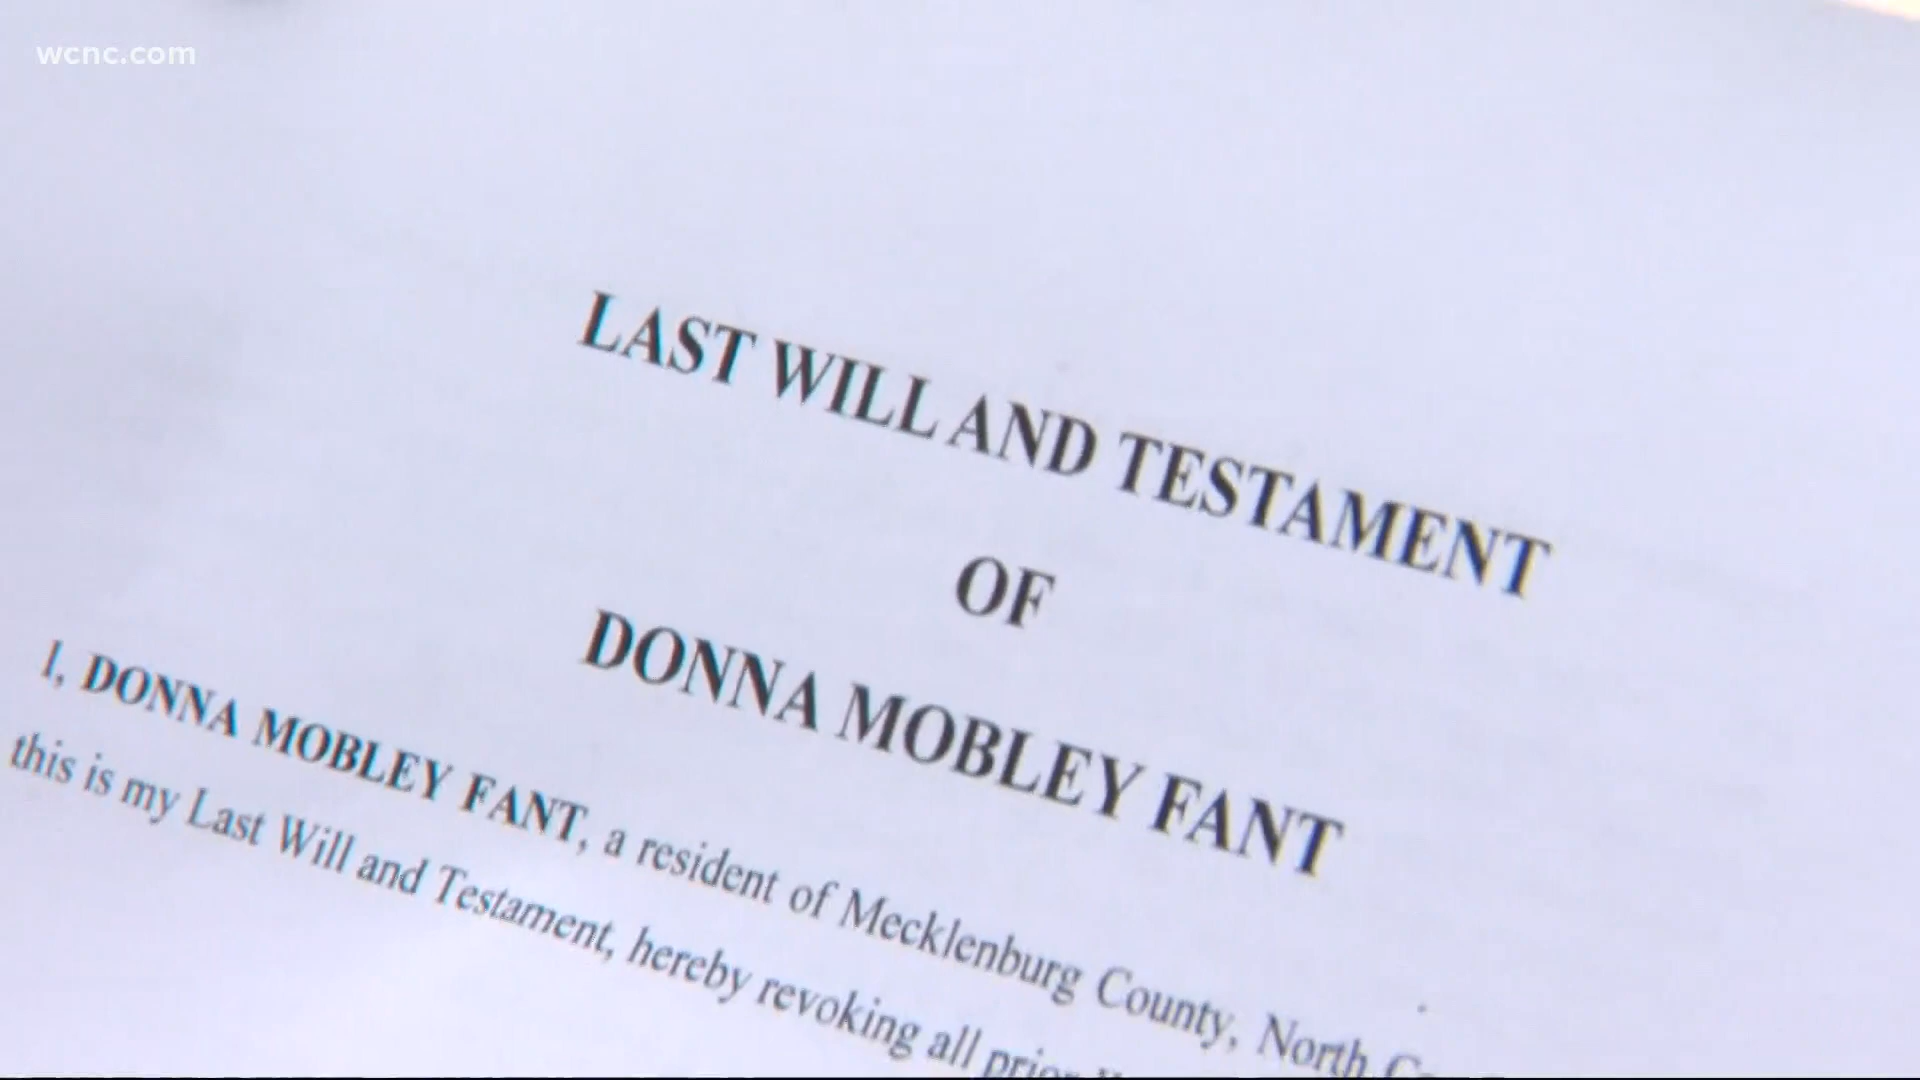 wcnc.com
LAST WILL AND TESTAMENT
OF
DONNA MOBLEY FANT
I, DONNA MOBLEY FANT, a resident of Mecklenburg County, North
this is my Last Will and Testament, hereby revoking all prior